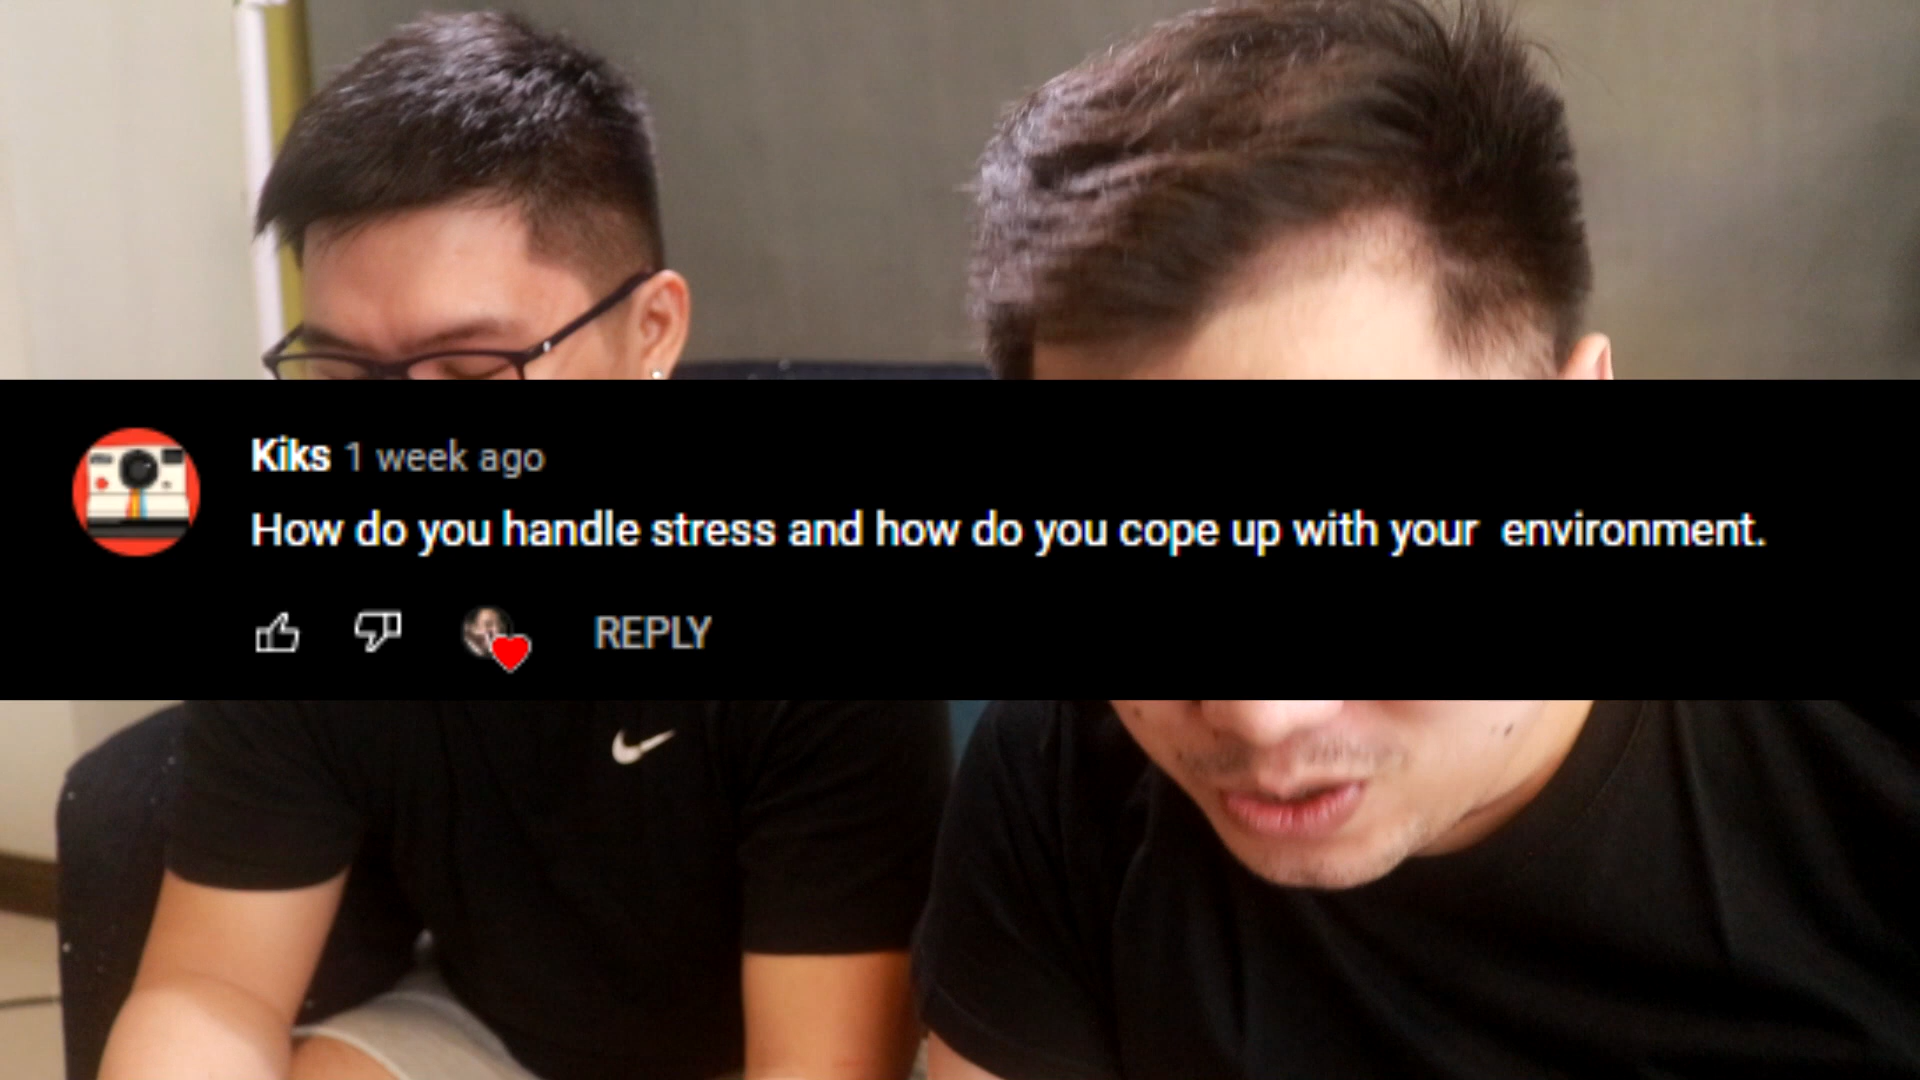 Kiks 1 week ago
How do you handle stress and how do you cope up with your  environment.
REPLY